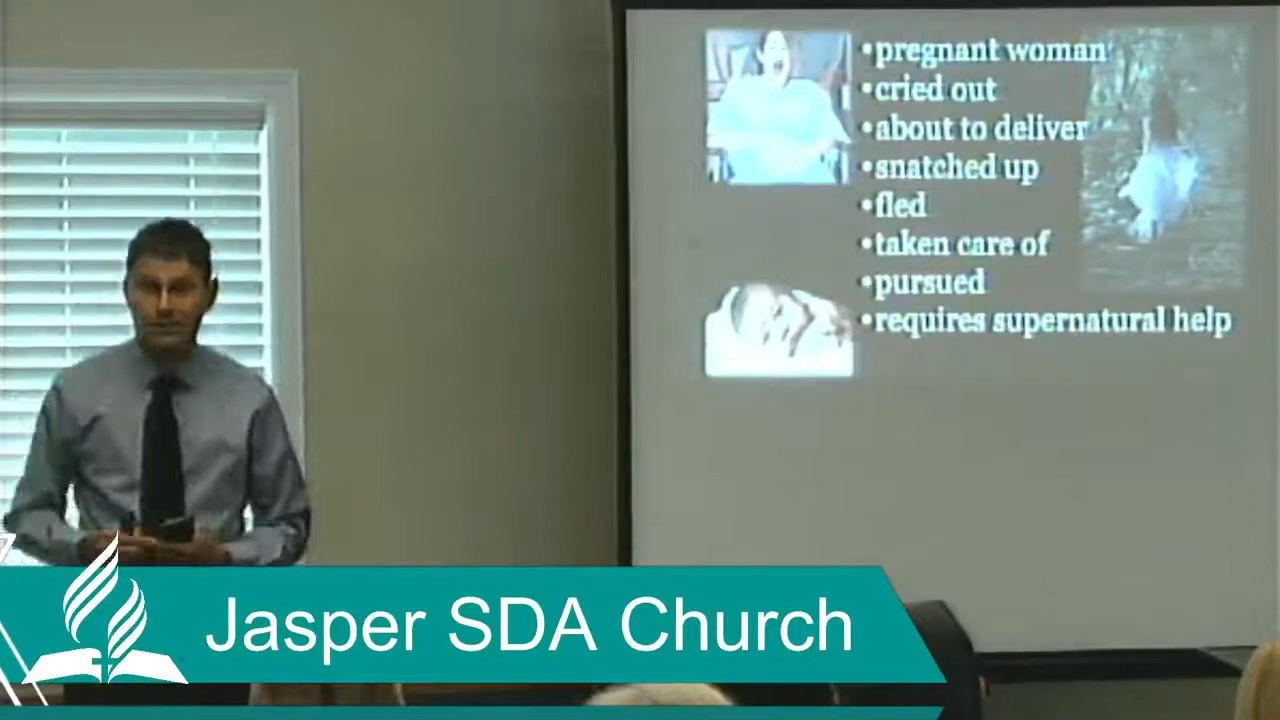 •pregnant woman
•cried out
•about to deliver
•snatched up
•fled
•taken care of
•pursued
•requires supernatural help
Jasper SDA Church